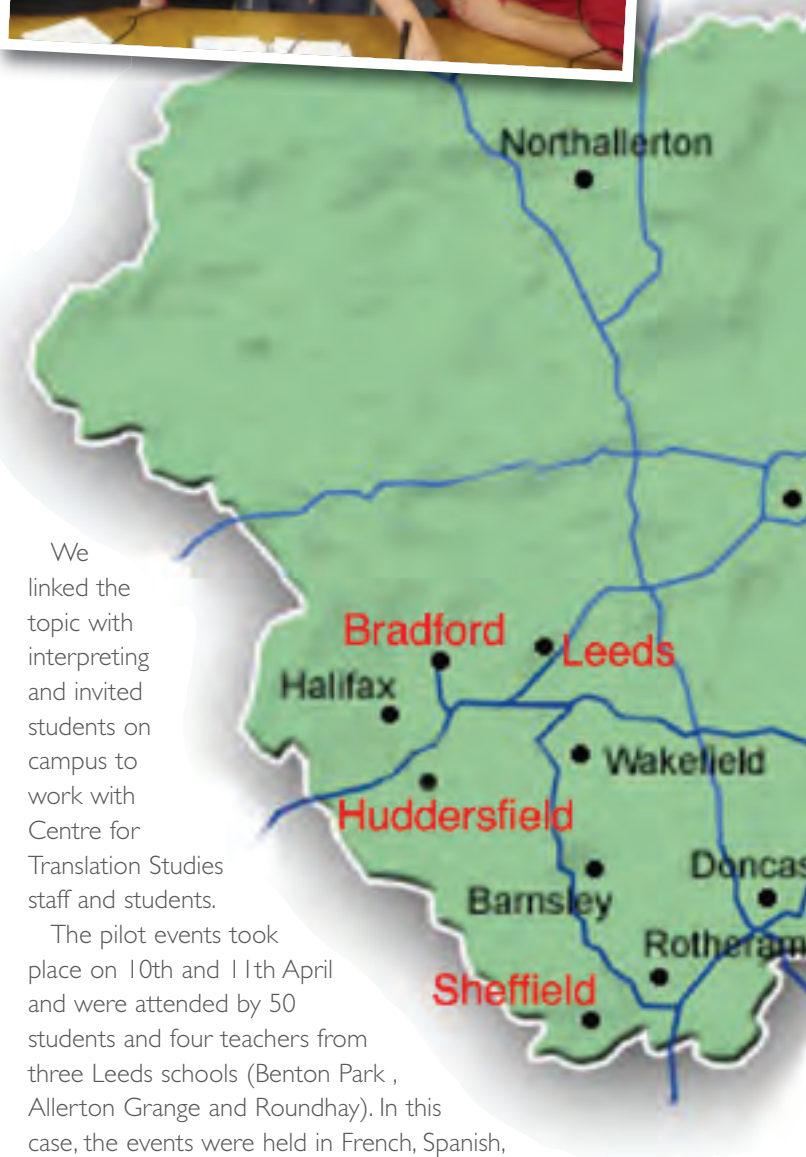 Northallerton
Bradford
Leeds
Halifax
Wakefield
Huddersfield
Doncas
Barnsley
Rotheram
Sheffield
We
linked the
topic with
interpreting
and invited
students on
campus to
work with
Centre for
Translation Studies
staff and students.
The pilot events took
place on 10th and 11th April
and were attended by 50
students and four teachers from
three Leeds schools (Benton Park ,
Allerton Grange and Roundhay). In this
case, the events were held in French, Spanish,